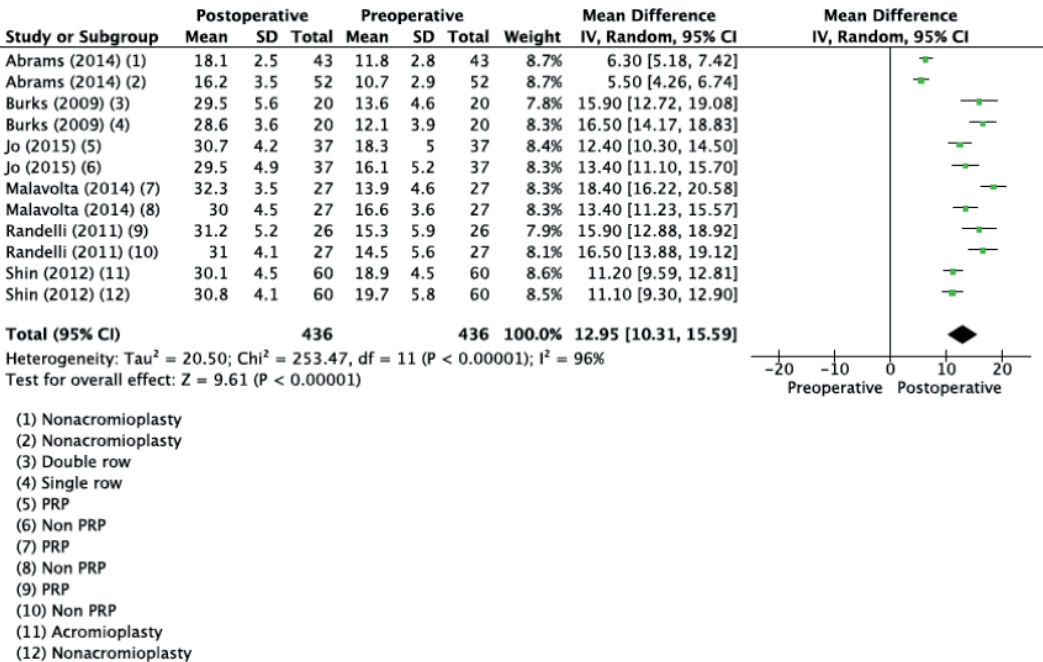 Postoperative Preoperative Mean Difference Mean Difference
Study or Subgroup Mean SD Total Mean SD Total Weight IV, Random, 95% CI IV, Random, 95% CI
Abrams (2014) (1) 18.1 2.5 43 11.8 2.8 43 8.7% 6.30 [5.18, 7.42]
Abrams (2014) (2) 16.2 3.5 52 10.7 2.9 52 8.7% 5.50 [4.26, 6.74]
Burks (2009) (3) 29.5 5.6 20 13.6 4.6 20 7.8% 15.90 [12.72, 19.08]
Burks (2009) (4) 28.6 3.6 20 12.1 3.9 20 8.3% 16.50 [14.17, 18.83]
Jo (2015) (5) 30.7 4.2 37 18.3 5 37 8.4% 12.40 [10.30, 14.50]
Jo (2015) (6) 29.5 4.9 37 16.1 5.2 37 8.3% 13.40 [11.10, 15.70]
Malavolta (2014) (7) 32.3 3.5 27 13.9 4.6 27 8.3% 18.40 [16.22, 20.58]
Malavolta (2014) (8) 30 4.5 27 16.6 3.6 27 8.3% 13.40 [11.23, 15.57]
Randelli (2011) (9) 31.2 5.2 26 15.3 5.9 26 7.9% 15.90 [12.88, 18.92]
Randelli (2011) (10) 31 4.1 27 14.5 5.6 27 8.1% 16.50 [13.88, 19.12]
Shin (2012) (11) 30.1 4.5 60 18.9 4.5 60 8.6% 11.20 [9.59, 12.81]
Shin (2012) (12) 30.8 4.1 60 19.7 5.8 60 8.5% 11.10 [9.30, 12.90]
Total (95% CI) 436 436 100.0% 12.95 [10.31, 15.59]
Heterogeneity: Tau² = 20.50; Chi² = 253.47, df = 11 (P < 0.00001); I² = 96%
Test for overall effect: Z = 9.61 (P < 0.00001)
−20 −10 0 10 20
Preoperative Postoperative
(1) Nonacromioplasty
(2) Nonacromioplasty
(3) Double row
(4) Single row
(5) PRP
(6) Non PRP
(7) PRP
(8) Non PRP
(9) PRP
(10) Non PRP
(11) Acromioplasty
(12) Nonacromioplasty